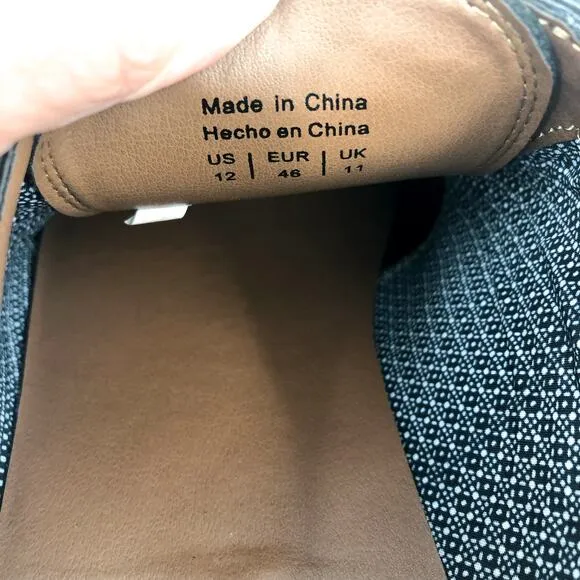 Made in China
Hecho en China
US | EUR | UK
12 | 46 | 11